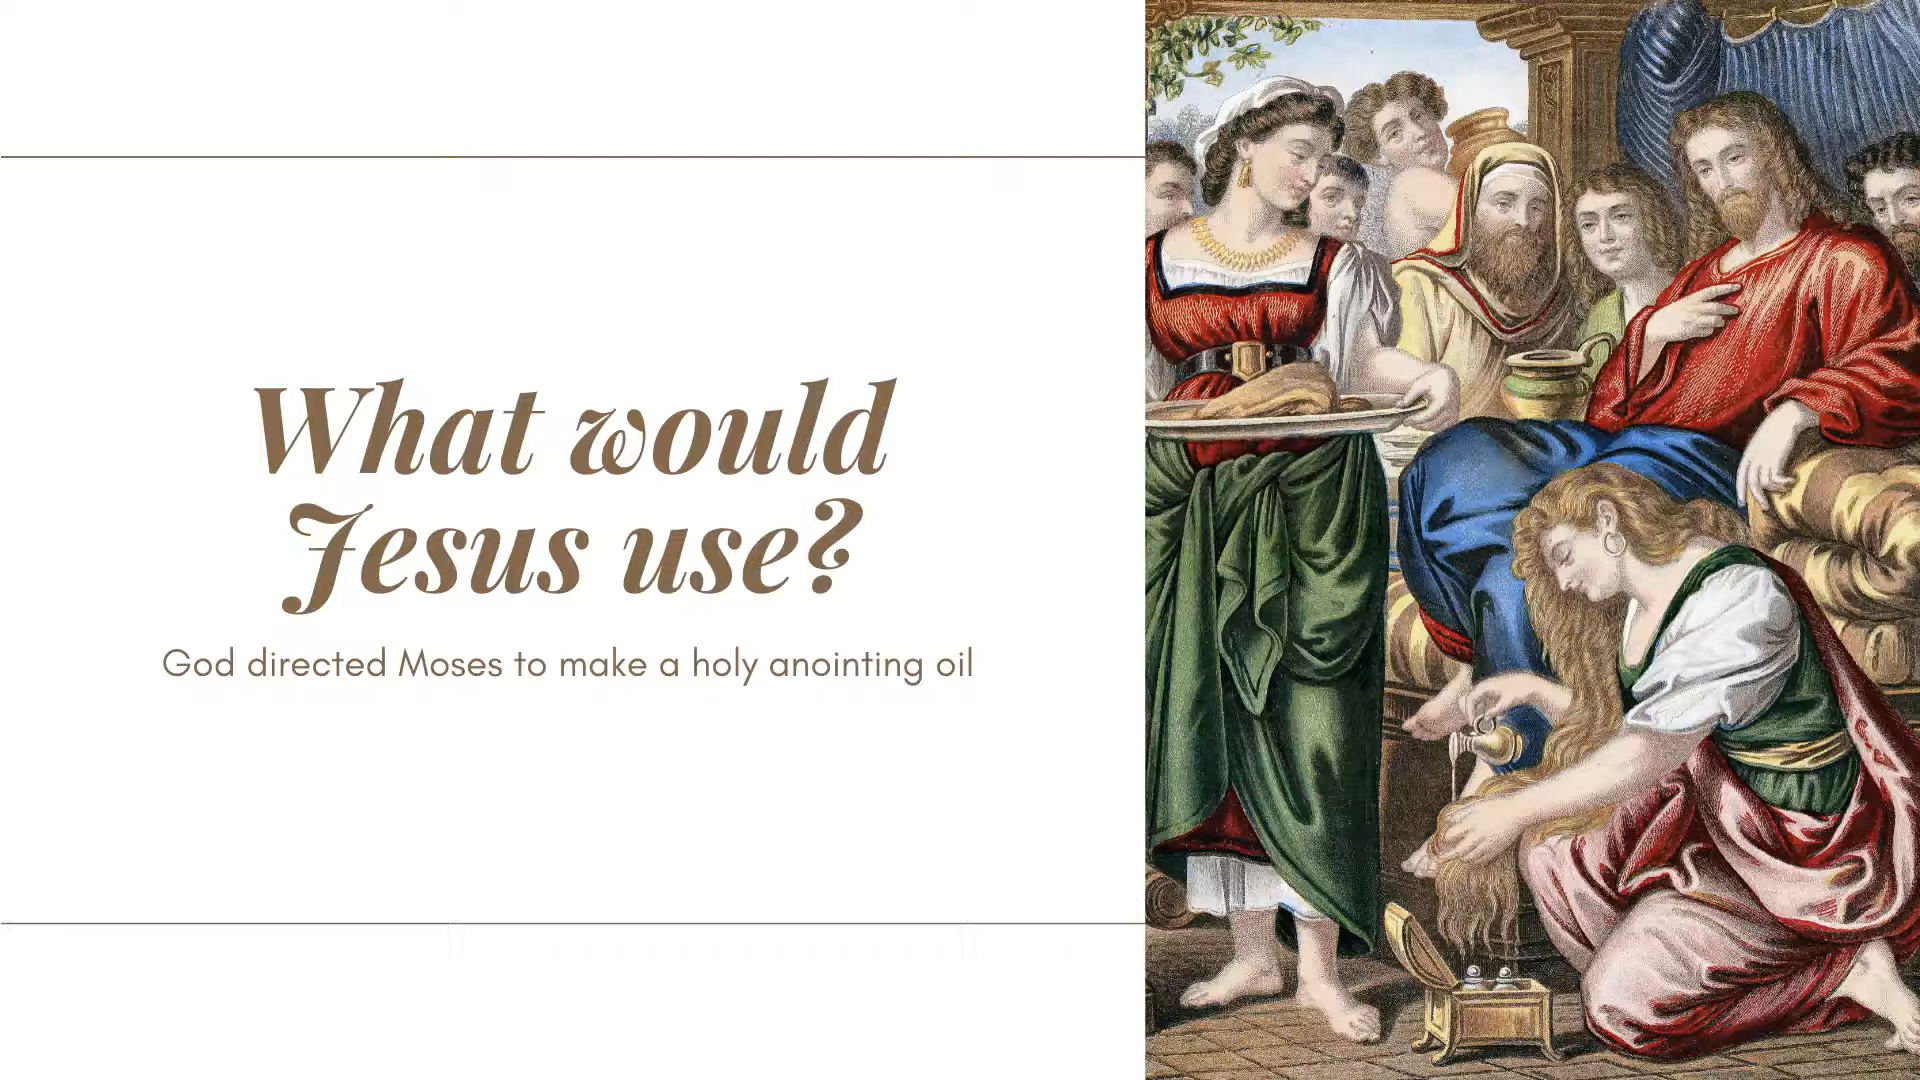 What would
Jesus use?
God directed Moses to make a holy anointing oil